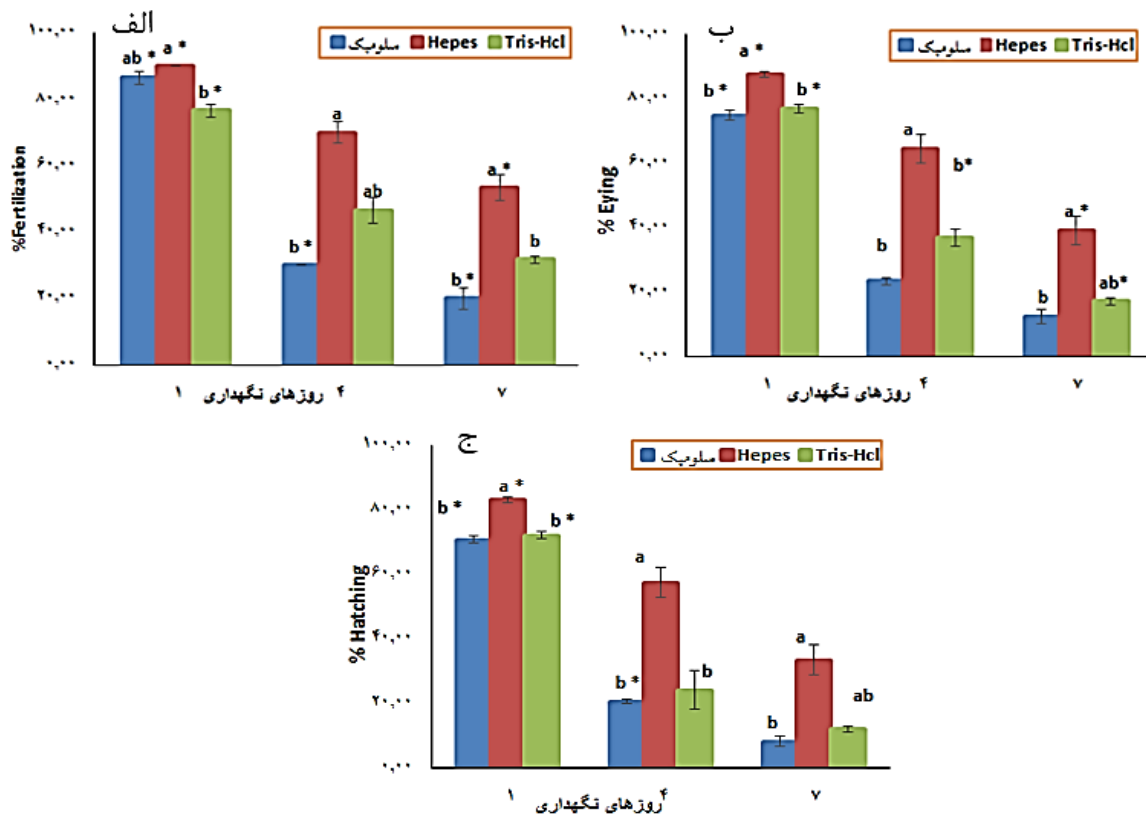 الف
۱۰۰,۰۰
۸۰,۰۰
۶۰,۰۰
۴۰,۰۰
۲۰,۰۰
۰,۰۰
%Fertilization
سلومیک Hepes Tris-Hcl
ab * a * b *
b * a ab
b * a * b
۱ ۴ ۷
روزهای نگهداری
ب
۱۰۰,۰۰
۸۰,۰۰
۶۰,۰۰
۴۰,۰۰
۲۰,۰۰
۰,۰۰
% Eying
سلومیک Hepes Tris-Hcl
b * a * b *
b a b*
b a * ab*
۱ ۴ ۷
روزهای نگهداری
ج
۱۰۰,۰۰
۸۰,۰۰
۶۰,۰۰
۴۰,۰۰
۲۰,۰۰
۰,۰۰
% Hatching
سلومیک Hepes Tris-Hcl
b * a * b *
b * a b
b a ab
۱ ۴ ۷
روزهای نگهداری